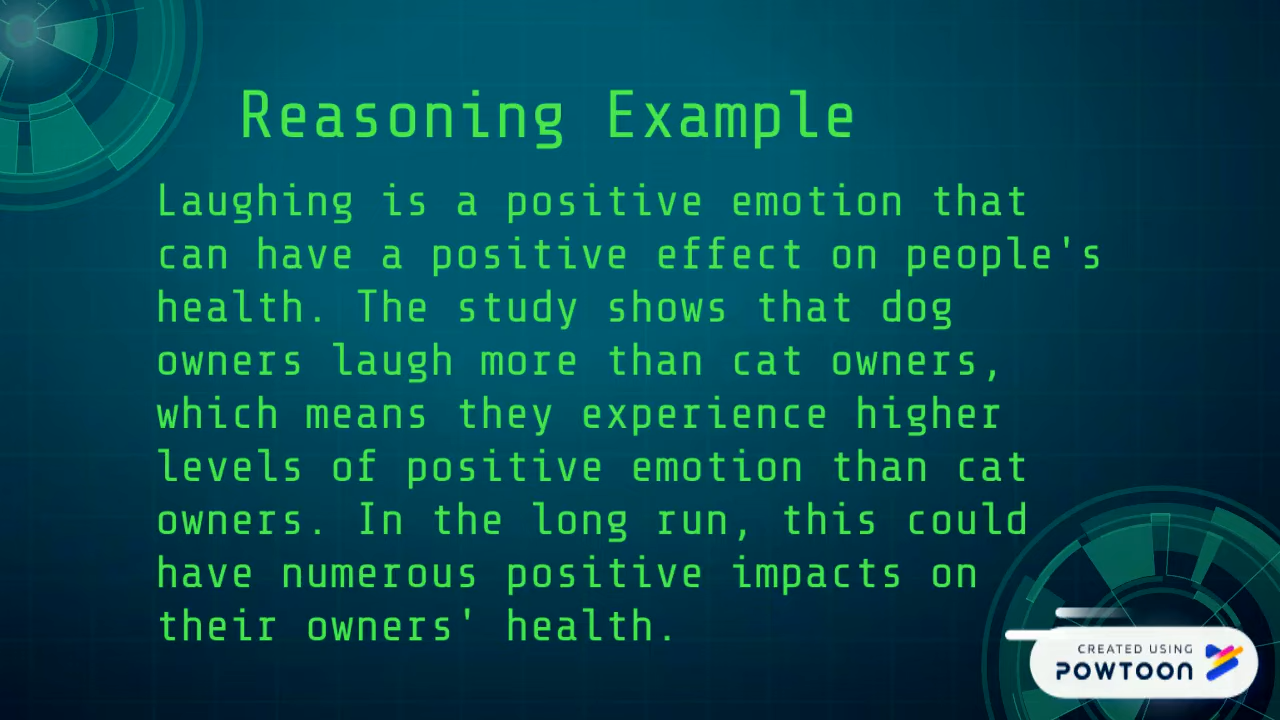 Reasoning Example
Laughing is a positive emotion that
can have a positive effect on people's
health. The study shows that dog
owners laugh more than cat owners,
which means they experience higher
levels of positive emotion than cat
owners. In the long run, this could
have numerous positive impacts on
their owners' health.
CREATED USING
POWTOON